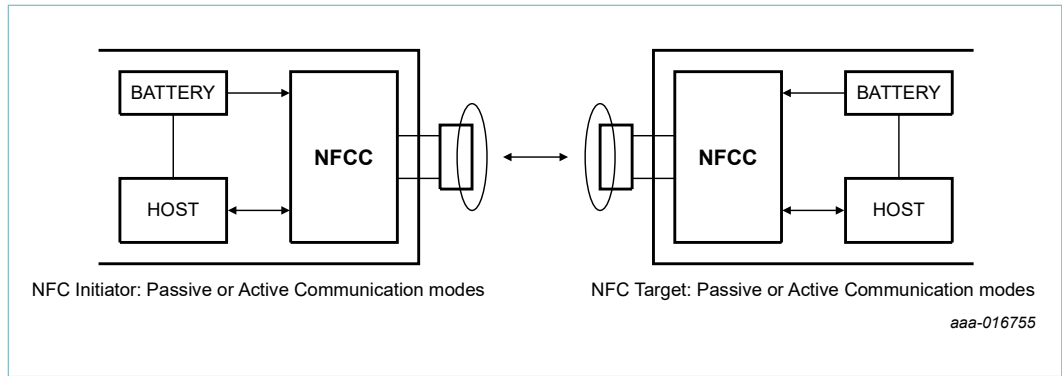 BATTERY
NFCC
HOST
BATTERY
NFCC
HOST
NFC Initiator: Passive or Active Communication modes
NFC Target: Passive or Active Communication modes
aaa-016755